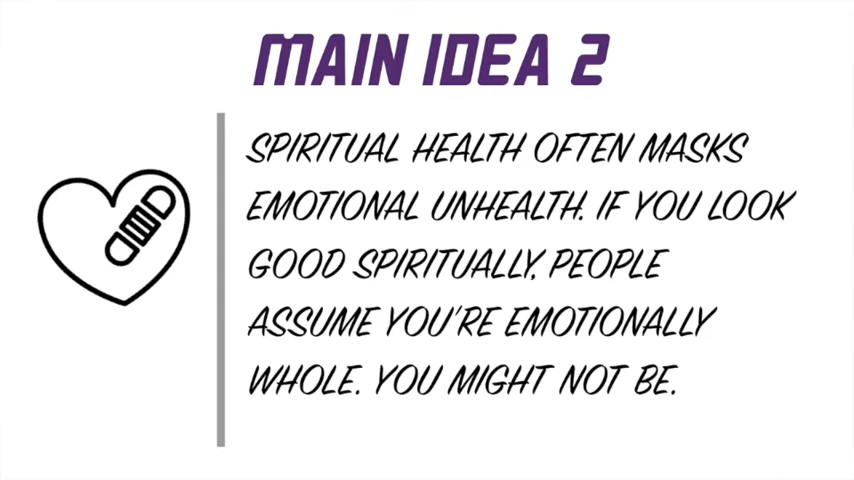 MAIN IDEA 2
SPIRITUAL HEALTH OFTEN MASKS
EMOTIONAL UNHEALTH. IF YOU LOOK
GOOD SPIRITUALLY, PEOPLE
ASSUME YOU'RE EMOTIONALLY
WHOLE. YOU MIGHT NOT BE.